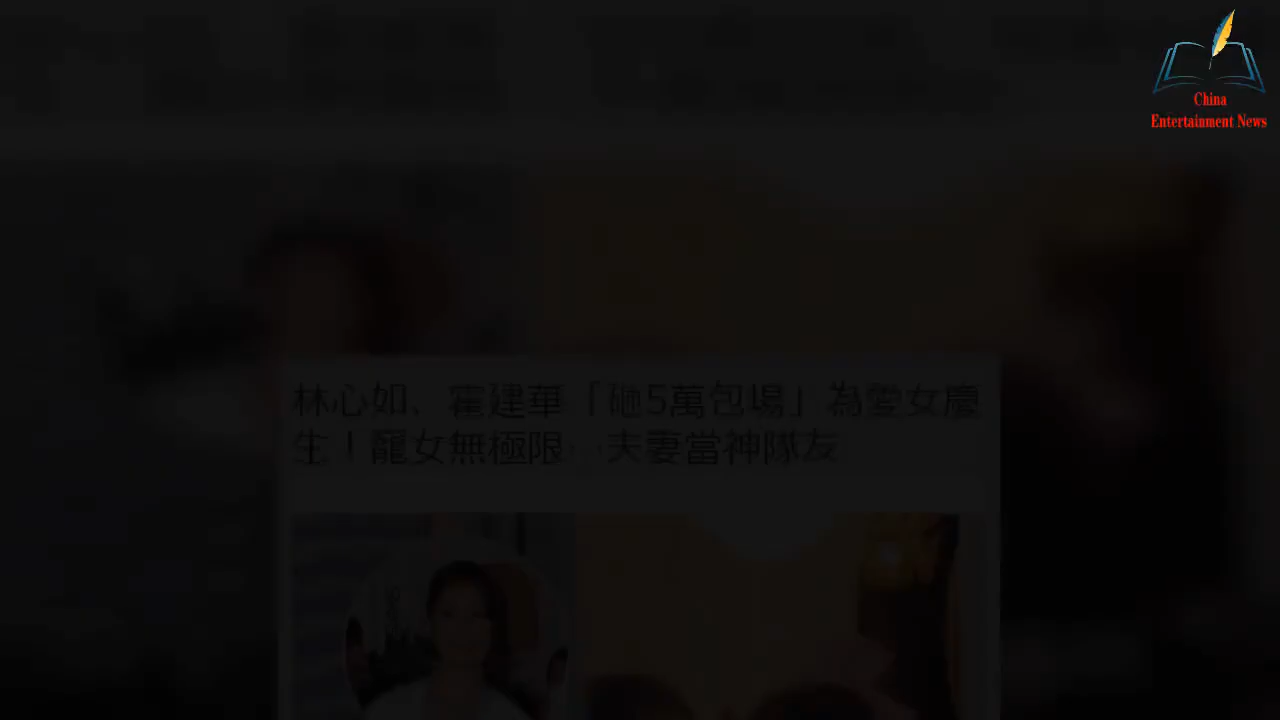 China
Entertainment News
林心如、霍建華「砸5萬包場」為愛女慶
生！寵女無極限…夫妻當神隊友